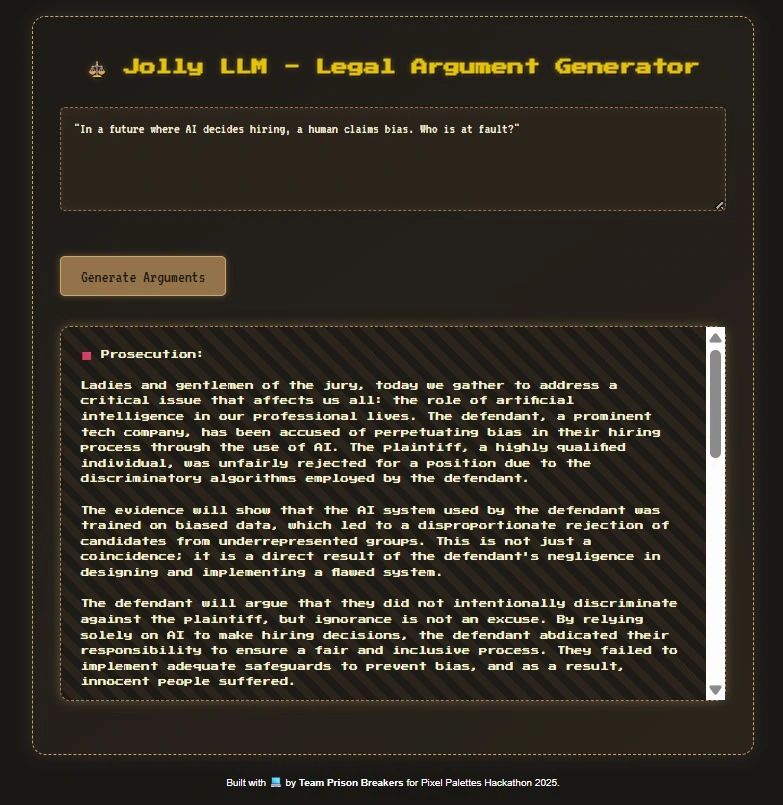 ⚖️ Jolly LLM - Legal Argument Generator
"In a future where AI decides hiring, a human claims bias. Who is at fault?"
Generate Arguments
🟥 Prosecution:
Ladies and gentlemen of the jury, today we gather to address a
critical issue that affects us all: the role of artificial
intelligence in our professional lives. The defendant, a prominent
tech company, has been accused of perpetuating bias in their hiring
process through the use of AI. The plaintiff, a highly qualified
individual, was unfairly rejected for a position due to the
discriminatory algorithms employed by the defendant.
The evidence will show that the AI system used by the defendant was
trained on biased data, which led to a disproportionate rejection of
candidates from underrepresented groups. This is not just a
coincidence; it is a direct result of the defendant's negligence in
designing and implementing a flawed system.
The defendant will argue that they did not intentionally discriminate
against the plaintiff, but ignorance is not an excuse. By relying
solely on AI to make hiring decisions, the defendant abdicated their
responsibility to ensure a fair and inclusive process. They failed to
implement adequate safeguards to prevent bias, and as a result,
innocent people suffered.
Built with 💻 by Team Prison Breakers for Pixel Palettes Hackathon 2025.